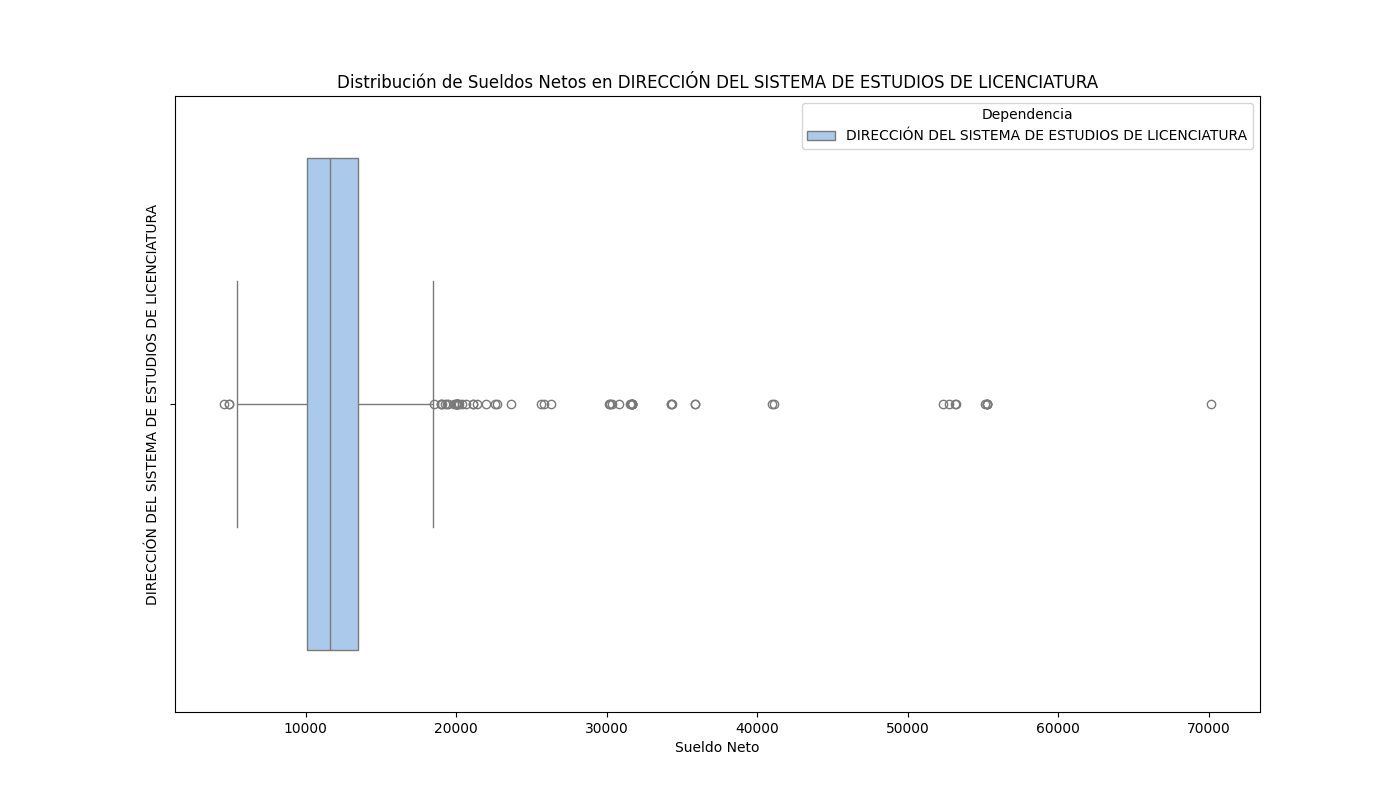 Distribución de Sueldos Netos en DIRECCIÓN DEL SISTEMA DE ESTUDIOS DE LICENCIATURA
Dependencia
DIRECCIÓN DEL SISTEMA DE ESTUDIOS DE LICENCIATURA
DIRECCIÓN DEL SISTEMA DE ESTUDIOS DE LICENCIATURA
10000 20000 30000 40000 50000 60000 70000
Sueldo Neto